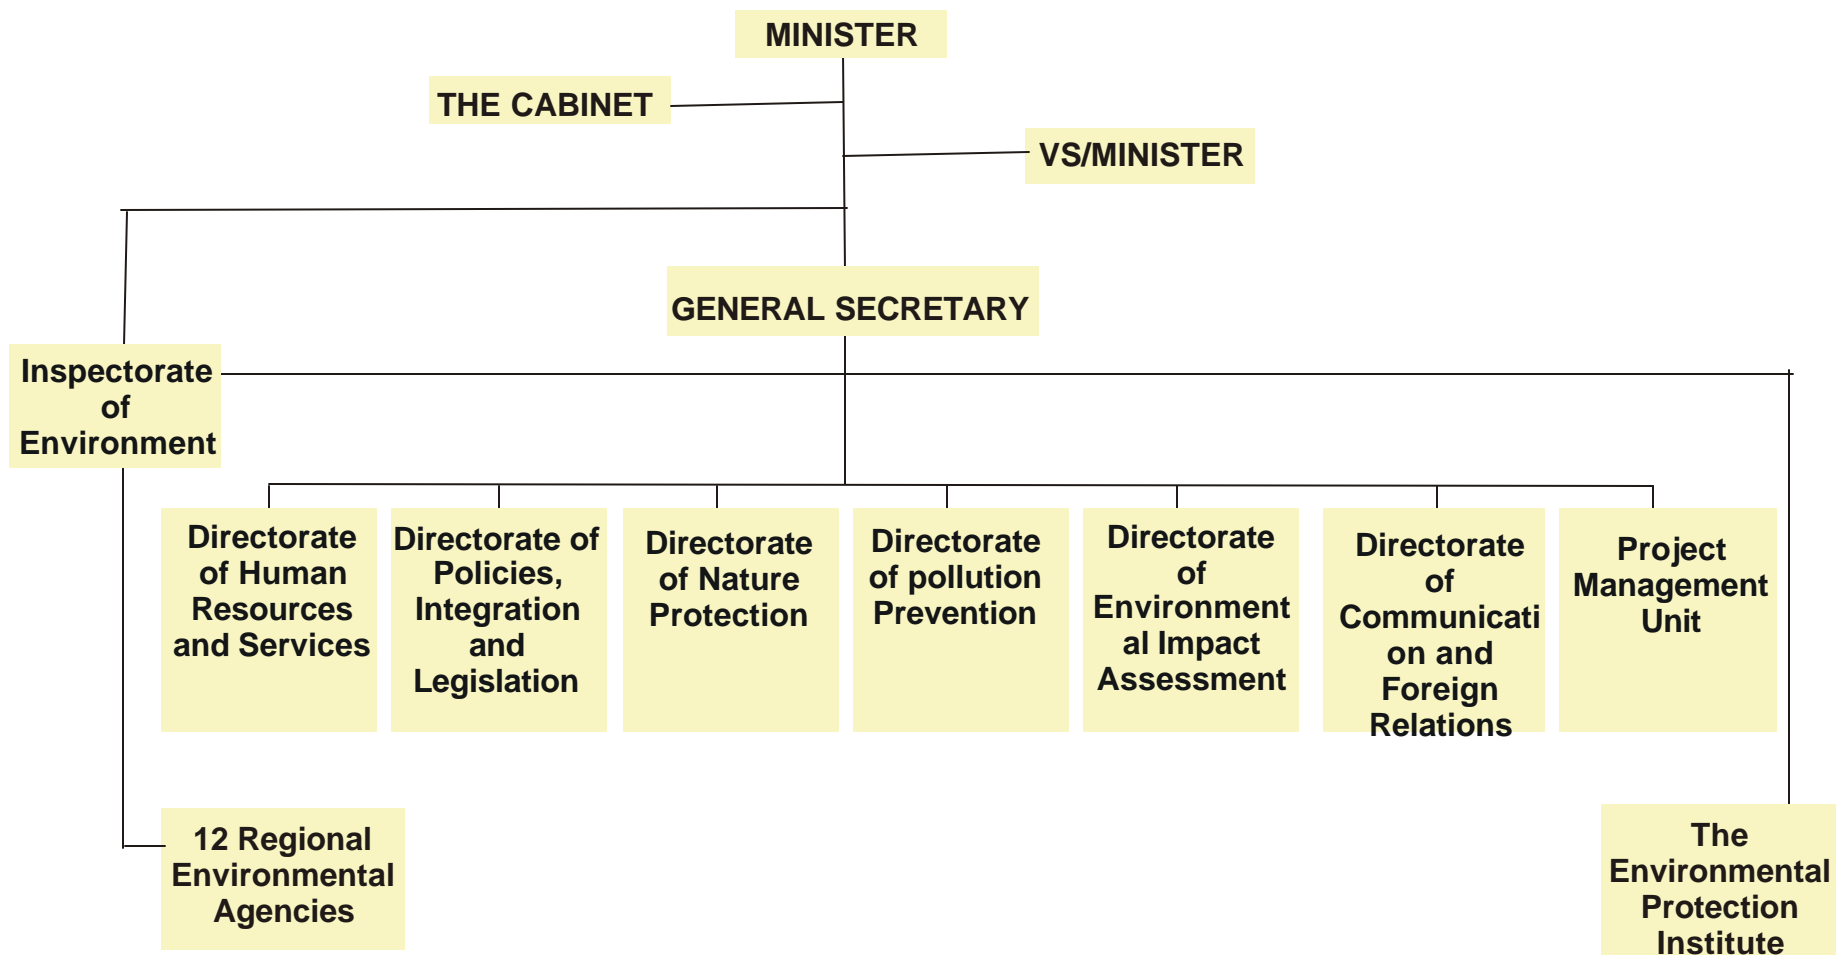 MINISTER
THE CABINET
VS/MINISTER
GENERAL SECRETARY
Inspectorate
of
Environment
Directorate
of Human
Resources
and Services
Directorate of
Policies,
Integration
and
Legislation
Directorate
of Nature
Protection
Directorate
of pollution
Prevention
Directorate
of
Environment
al Impact
Assessment
Directorate
of
Communicati
on and
Foreign
Relations
Project
Management
Unit
12 Regional
Environmental
Agencies
The
Environmental
Protection
Institute